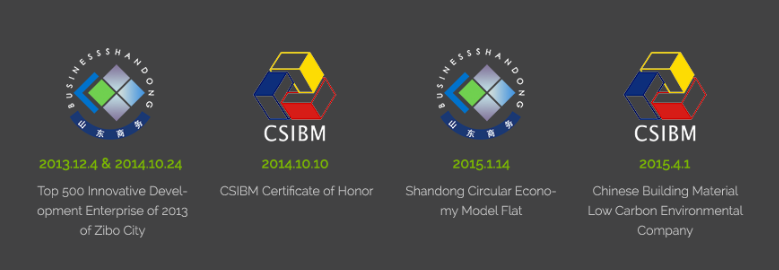 BUSINESSSHANDONG
山东商务
2013.12.4 & 2014.10.24
Top 500 Innovative Devel-
opment Enterprise of 2013
of Zibo City
CSIBM
2014.10.10
CSIBM Certificate of Honor
BUSINESSSHANDONG
山东商务
2015.1.14
Shandong Circular Econo-
my Model Flat
CSIBM
2015.4.1
Chinese Building Material
Low Carbon Environmental
Company